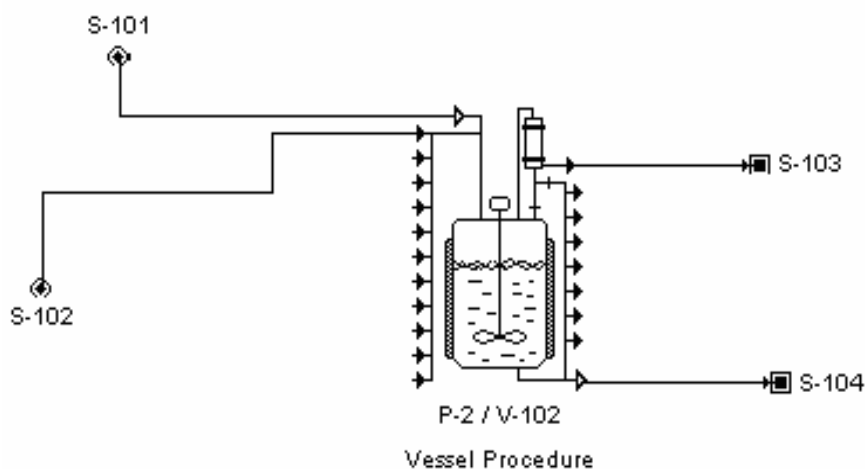 S-101
S-103
S-102
S-104
P-2 / V-102
Vessel Procedure